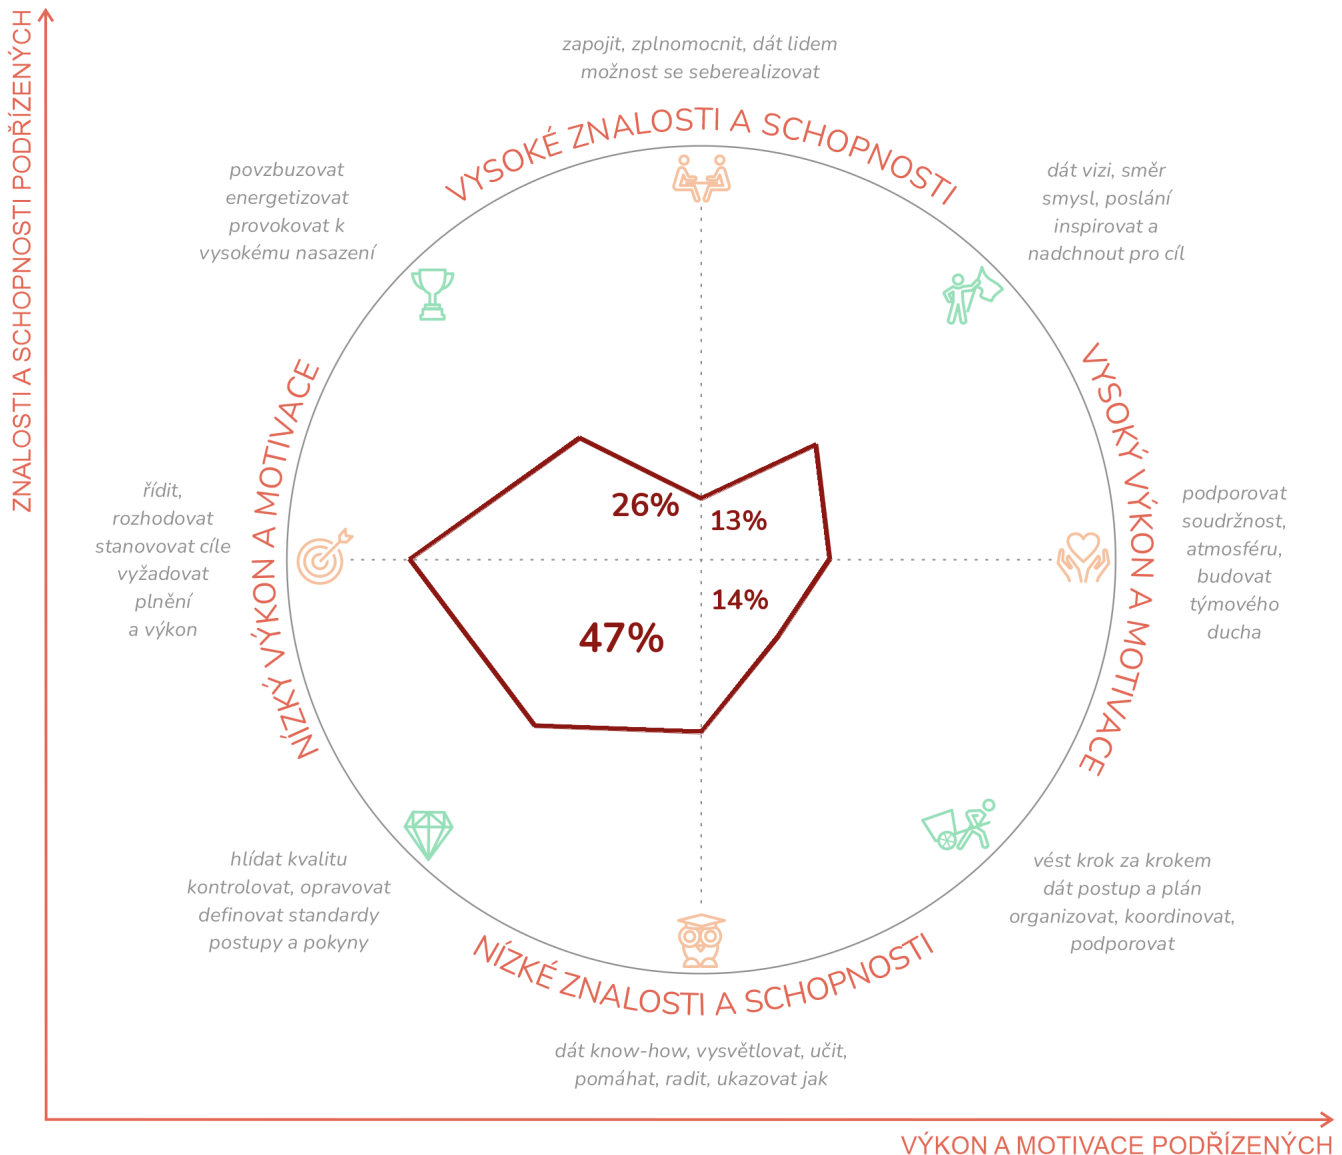 ZNALOSTI A SCHOPNOSTI PODŘÍZENÝCH
zapojit, zplnomocnit, dát lidem
možnost se seberealizovat
VYSOKÉ ZNALOSTI A SCHOPNOSTI
povzbuzovat
energetizovat
provokovat k
vysokému nasazení
dát vizi, směr
smysl, poslání
inspirovat a
nadchnout pro cíl
NÍZKÝ VÝKON A MOTIVACE
VYSOKÝ VÝKON A MOTIVACE
řídit,
rozhodovat
stanovovat cíle
vyžadovat
plnění
a výkon
26%
13%
14%
47%
podporovat
soudržnost,
atmosféru,
budovat
týmového
ducha
hlídat kvalitu
kontrolovat, opravovat
definovat standardy
postupy a pokyny
vést krok za krokem
dát postup a plán
organizovat, koordinovat,
podporovat
NÍZKÉ ZNALOSTI A SCHOPNOSTI
dát know-how, vysvětlovat, učit,
pomáhat, radit, ukazovat jak
VÝKON A MOTIVACE PODŘÍZENÝCH